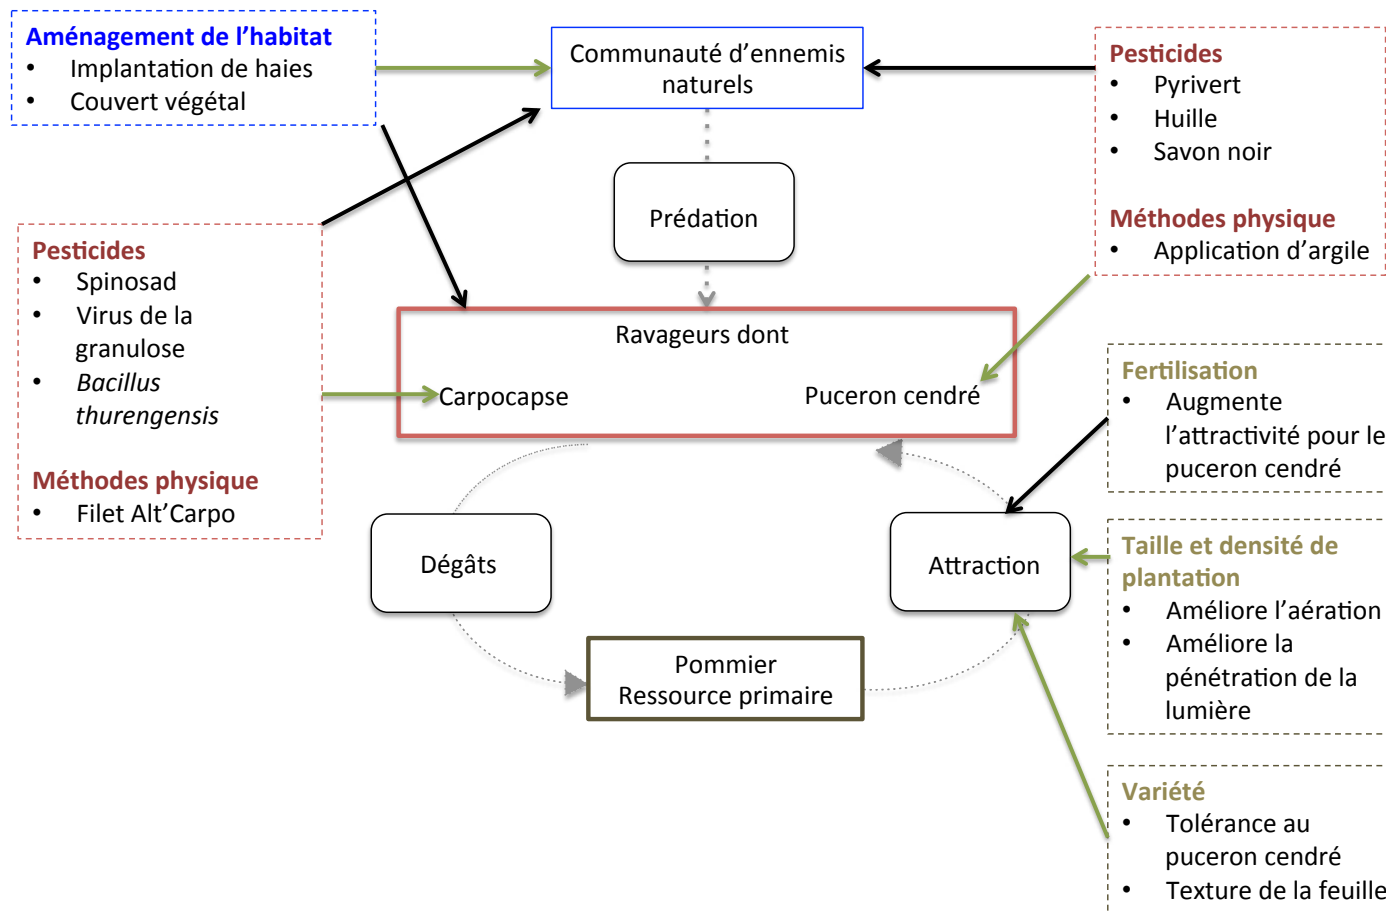 Aménagement de l’habitat
• Implantation de haies
• Couvert végétal
Communauté d’ennemis
naturels
Pesticides
• Pyrivert
• Huille
• Savon noir
Méthodes physique
• Application d’argile
Prédation
Pesticides
• Spinosad
• Virus de la
granulose
• Bacillus
thurengensis
Méthodes physique
• Filet Alt’Carpo
Ravageurs dont
Carpocapse
Puceron cendré
Fertilisation
• Augmente
l’attractivité pour le
puceron cendré
Dégâts
Attraction
Taille et densité de
plantation
• Améliore l’aération
• Améliore la
pénétration de la
lumière
Pommier
Ressource primaire
Variété
• Tolérance au
puceron cendré
• Texture de la feuille